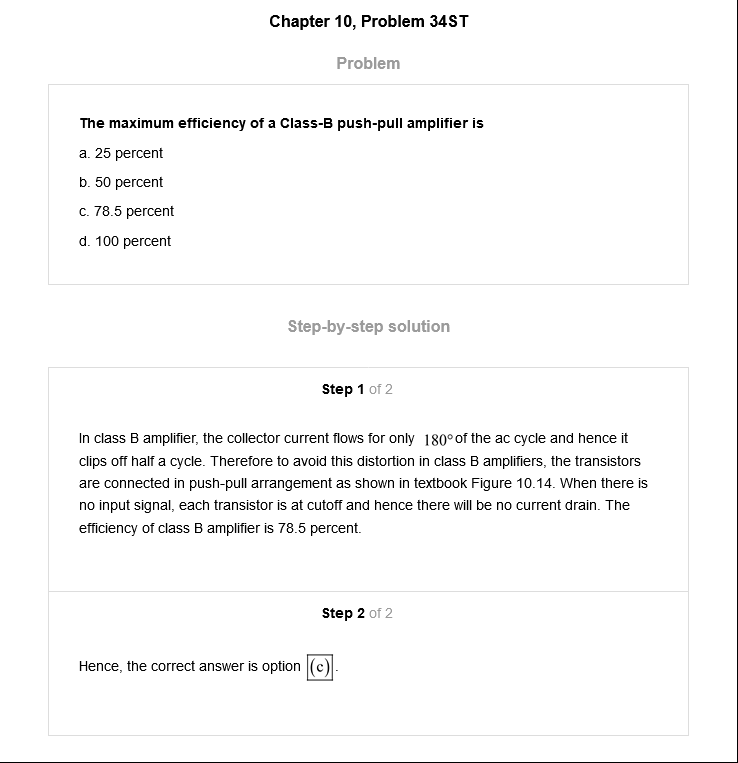 Chapter 10, Problem 34ST
Problem
The maximum efficiency of a Class-B push-pull amplifier is
a. 25 percent
b. 50 percent
c. 78.5 percent
d. 100 percent
Step-by-step solution
Step 1 of 2
In class B amplifier, the collector current flows for only 180° of the ac cycle and hence it
clips off half a cycle. Therefore to avoid this distortion in class B amplifiers, the transistors
are connected in push-pull arrangement as shown in textbook Figure 10.14. When there is
no input signal, each transistor is at cutoff and hence there will be no current drain. The
efficiency of class B amplifier is 78.5 percent.
Step 2 of 2
Hence, the correct answer is option (c).